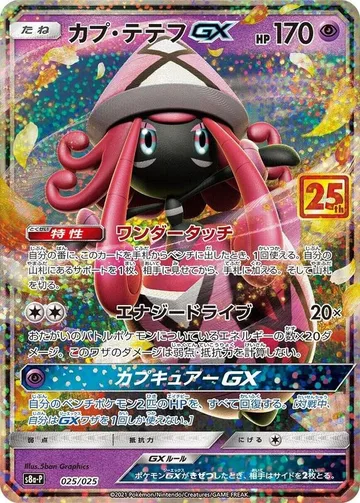 たね カプ・テテフGX HP 170
25th
とくせい 特性 ワンダータッチ
自分の番に、このカードを手札からベンチに出したとき、1回使える。自分の
山札にあるサポートを1枚、相手に見せてから、手札に加える。そして山札
を切る。
エナジードライブ 20×
おたがいのバトルポケモンについているエネルギーの数×20ダ
メージ。このワザのダメージは弱点・抵抗力を計算しない。
カプキュアーGX
自分のベンチポケモン2匹のHPを、すべて回復する。[対戦中、
自分はGXワザを1回しか使えない。]
弱点 抵抗力 にげる
Illus.5ban Graphics
S8a-P 025/025
GXルール
ポケモンGXがきぜつしたとき、相手はサイドを2枚とる。
©2021 Pokémon/Nintendo/Creatures/GAME FREAK